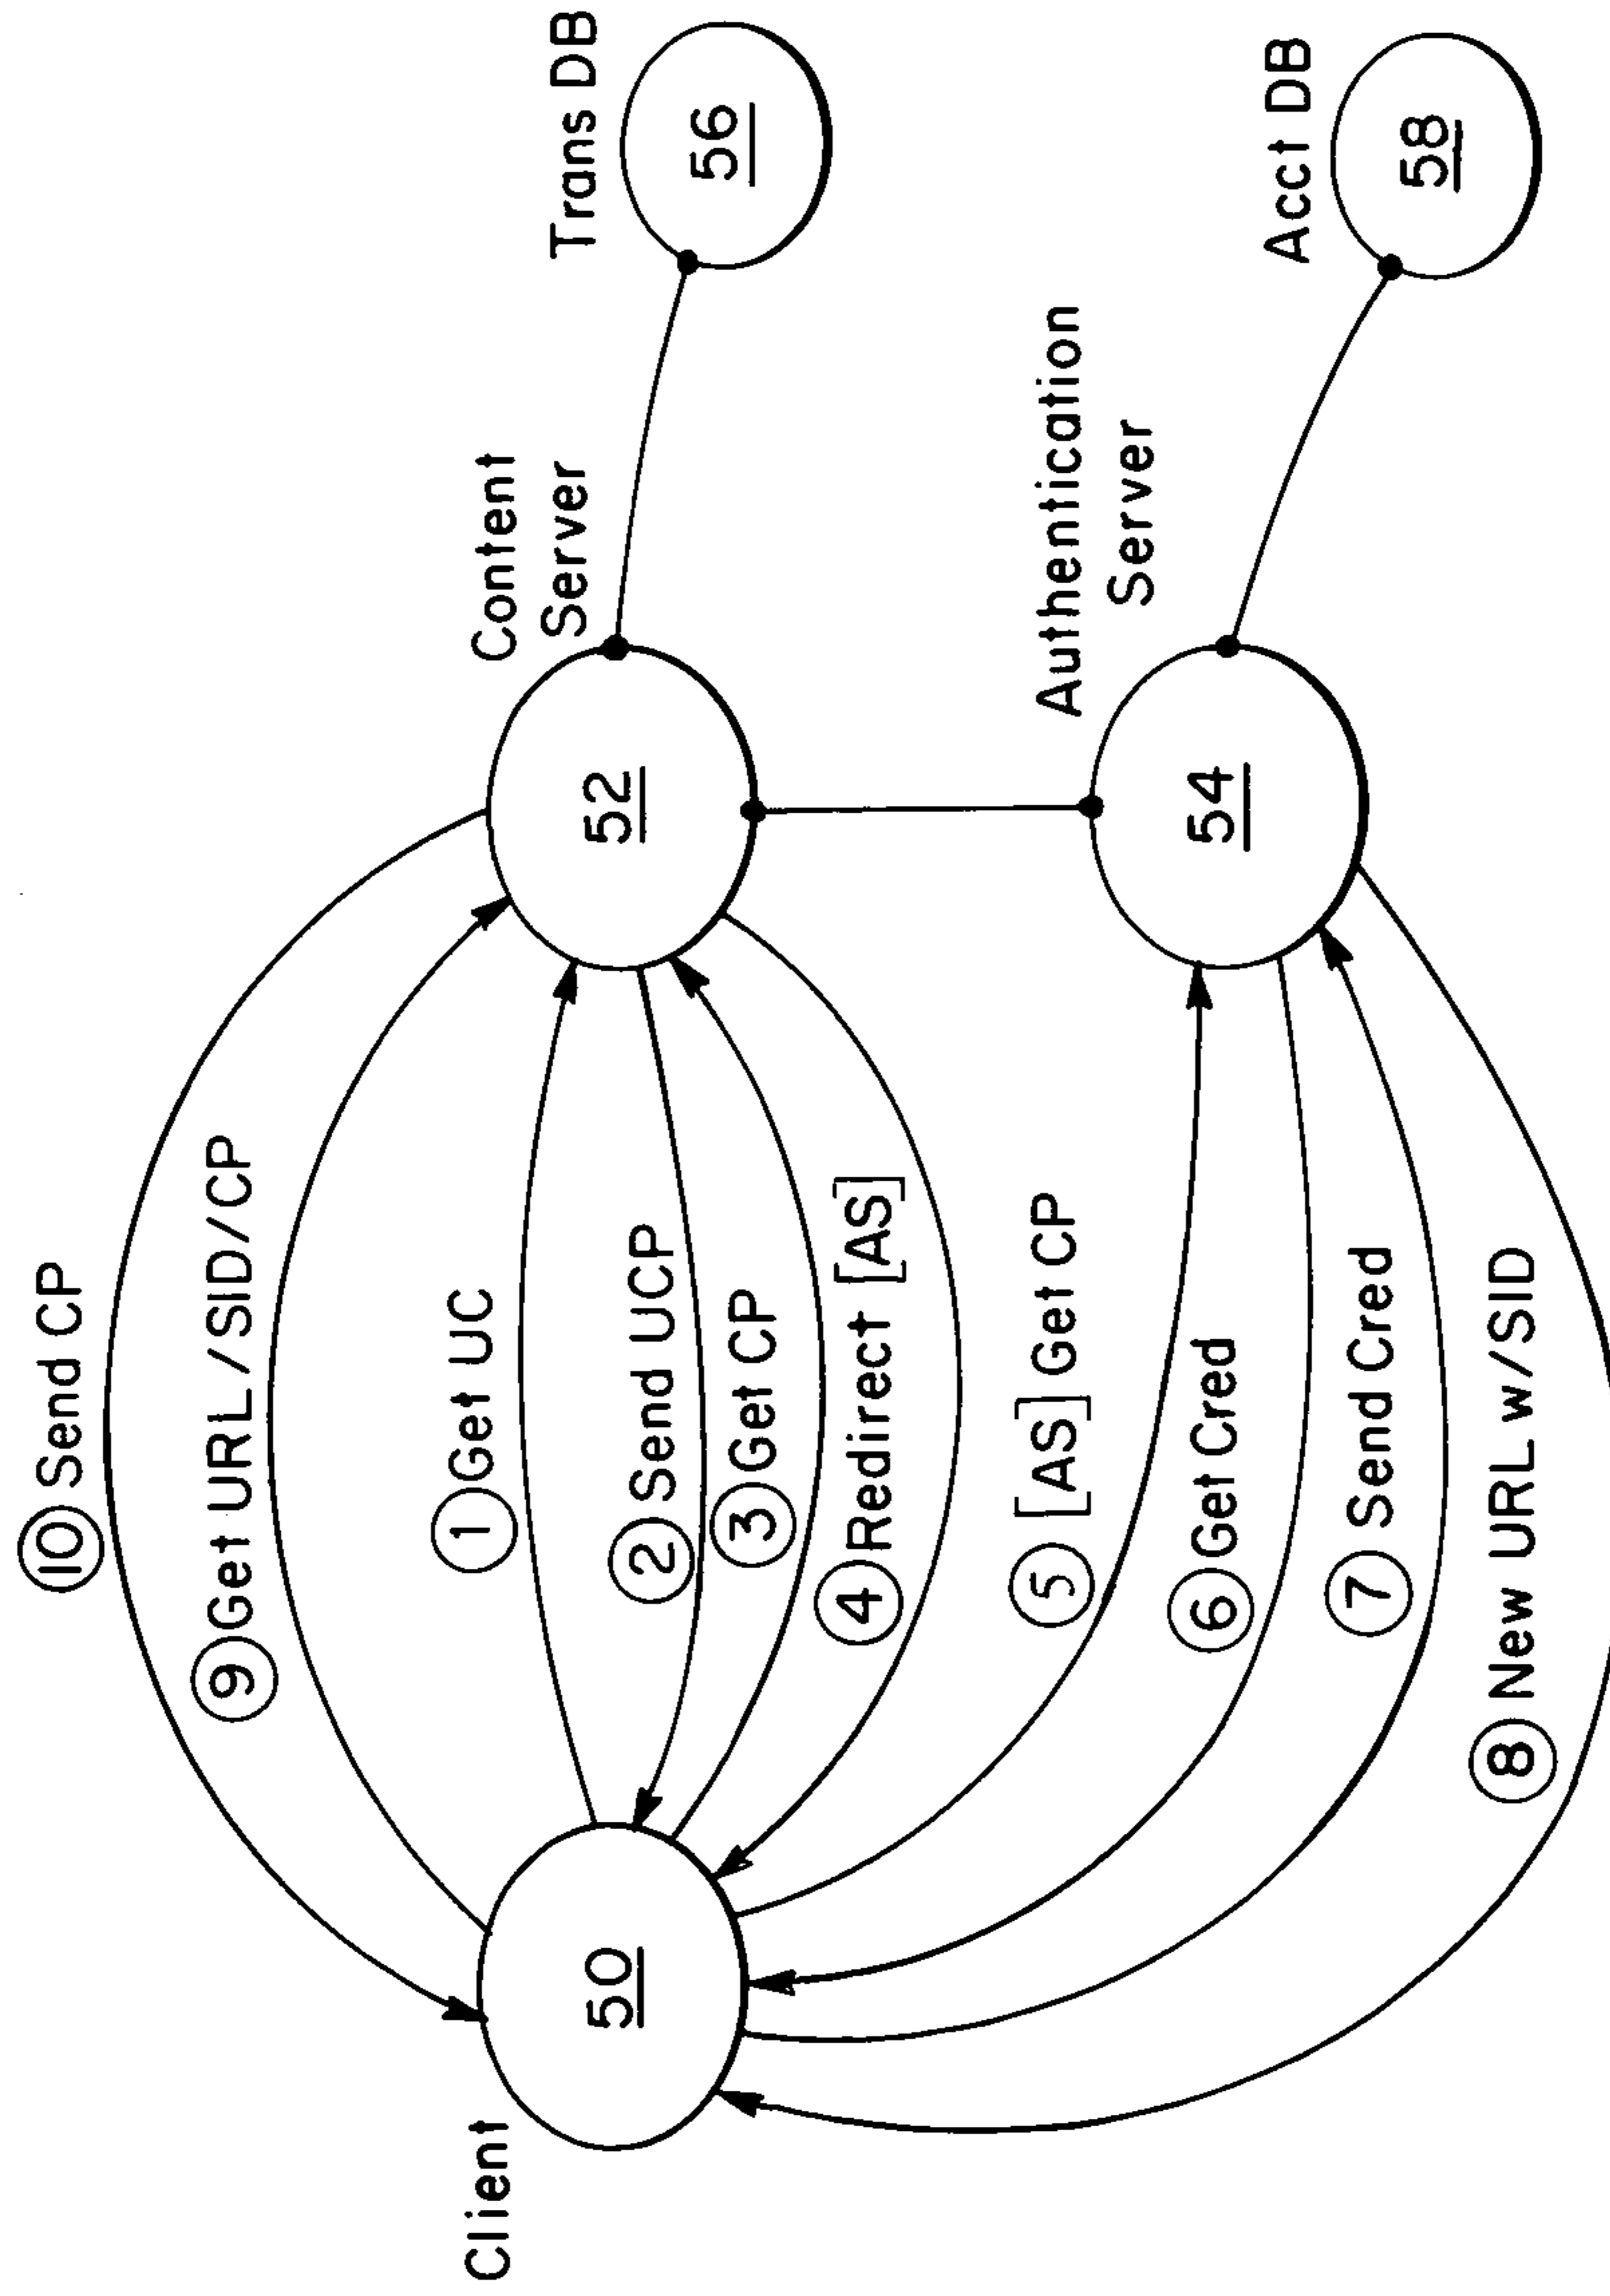 ⑩ Send CP
⑨ Get URL/SID/CP
① Get UC
② Send UCP
③ Get CP
④ Redirect [AS]
⑤ [AS] Get CP
⑥ Get Cred
⑦ Send Cred
⑧ New URL w/SID
Client
50
Content
Server
52
Trans DB
56
Authentication
Server
54
Acct DB
58